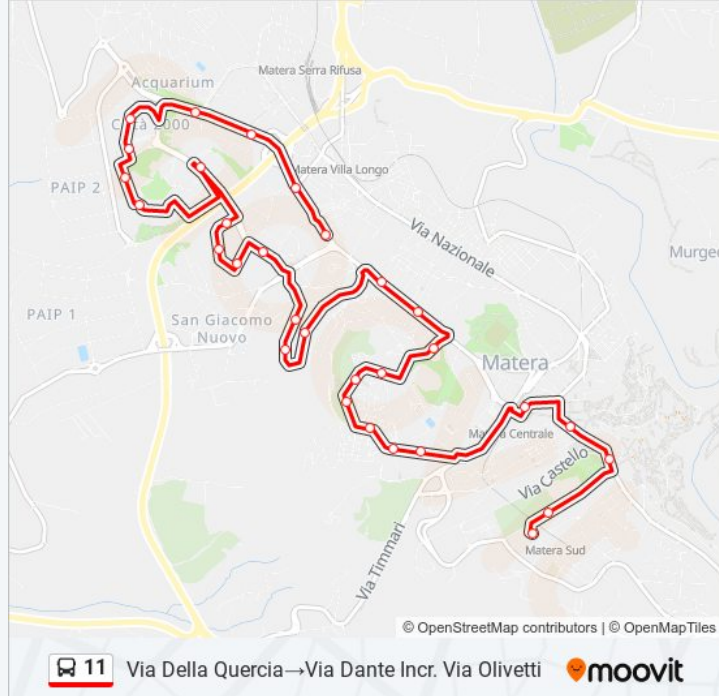 Matera Serra Rifusa
Acquarium
Città 2000
Matera Villa Longo
PAIP 2
Via Nazionale
Murge
PAIP 1
San Giacomo
Nuovo
Matera
Matera Centrale
Via Castello
Via Timmari
Matera Sud
© OpenStreetMap contributors | © OpenMapTiles
11 Via Della Quercia→Via Dante Incr. Via Olivetti moovit